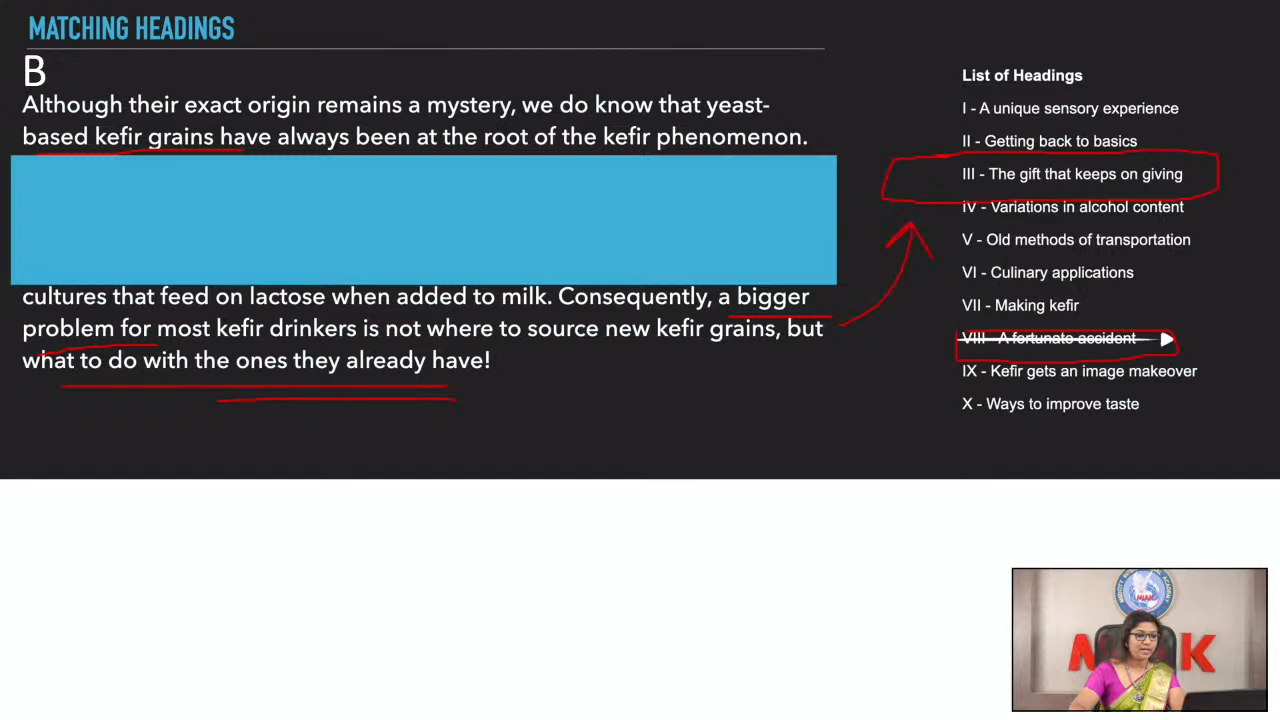 MATCHING HEADINGS
B
Although their exact origin remains a mystery, we do know that yeast-
based kefir grains have always been at the root of the kefir phenomenon.
cultures that feed on lactose when added to milk. Consequently, a bigger
problem for most kefir drinkers is not where to source new kefir grains, but
what to do with the ones they already have!
List of Headings
I - A unique sensory experience
II - Getting back to basics
III - The gift that keeps on giving
IV - Variations in alcohol content
V - Old methods of transportation
VI - Culinary applications
VII - Making kefir
VIII - A fortunate accident
IX - Kefir gets an image makeover
X - Ways to improve taste
MIAK